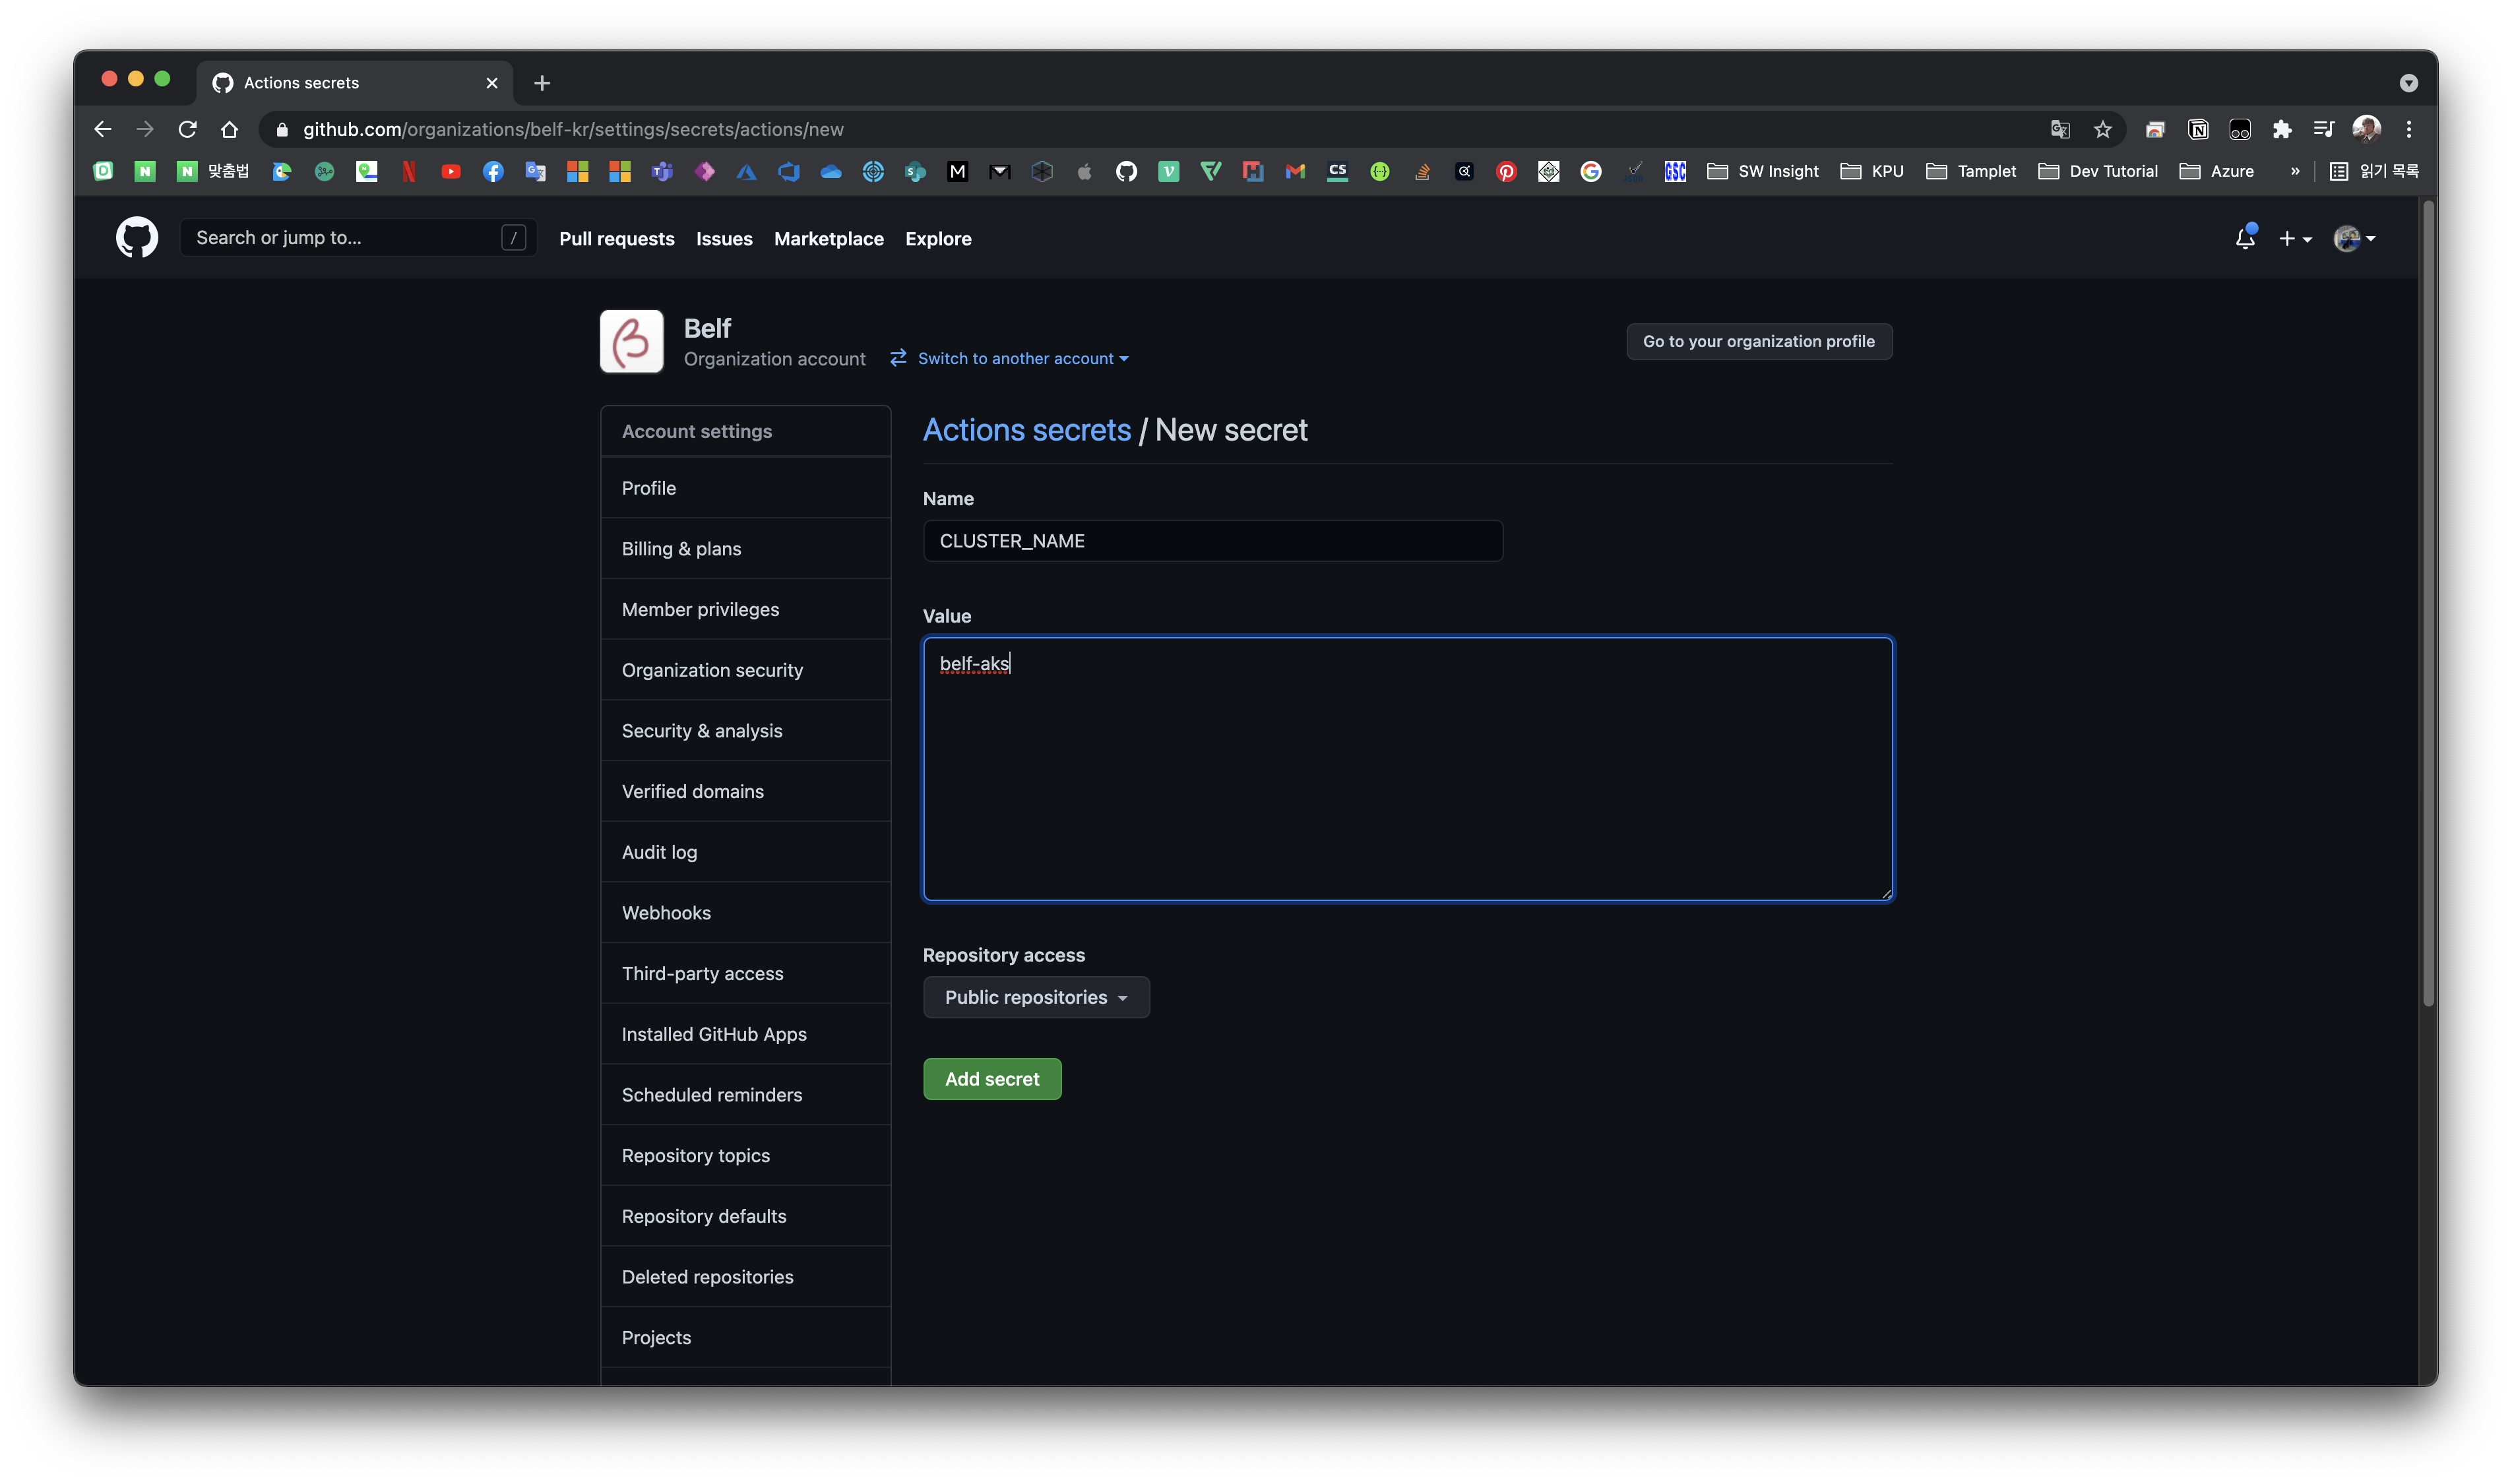 Actions secrets
github.com/organizations/belf-kr/settings/secrets/actions/new
맞춤법 SW Insight KPU Tamplet Dev Tutorial Azure » 읽기 목록
Search or jump to... / Pull requests Issues Marketplace Explore
Belf
Organization account Switch to another account
Go to your organization profile
Account settings
Profile
Billing & plans
Member privileges
Organization security
Security & analysis
Verified domains
Audit log
Webhooks
Third-party access
Installed GitHub Apps
Scheduled reminders
Repository topics
Repository defaults
Deleted repositories
Projects
Actions secrets / New secret
Name
CLUSTER_NAME
Value
belf-aks
Repository access
Public repositories
Add secret